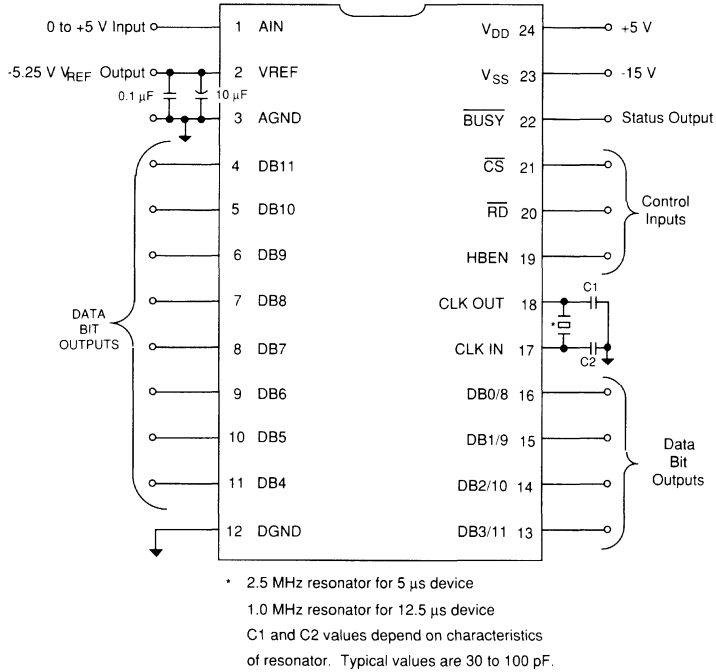 0 to +5 V Input 1 AIN VDD 24 +5 V
-5.25 V VREF Output 2 VREF VSS 23 -15 V
0.1 µF 10 µF
3 AGND BUSY 22 Status Output
4 DB11 CS 21
5 DB10 RD 20
Control
Inputs
6 DB9 HBEN 19
7 DB8 CLK OUT 18
C1
*
DATA
BIT
OUTPUTS
8 DB7 CLK IN 17
C2
9 DB6 DB0/8 16
10 DB5 DB1/9 15
Data
Bit
Outputs
11 DB4 DB2/10 14
12 DGND DB3/11 13
* 2.5 MHz resonator for 5 µs device
1.0 MHz resonator for 12.5 µs device
C1 and C2 values depend on characteristics
of resonator. Typical values are 30 to 100 pF.